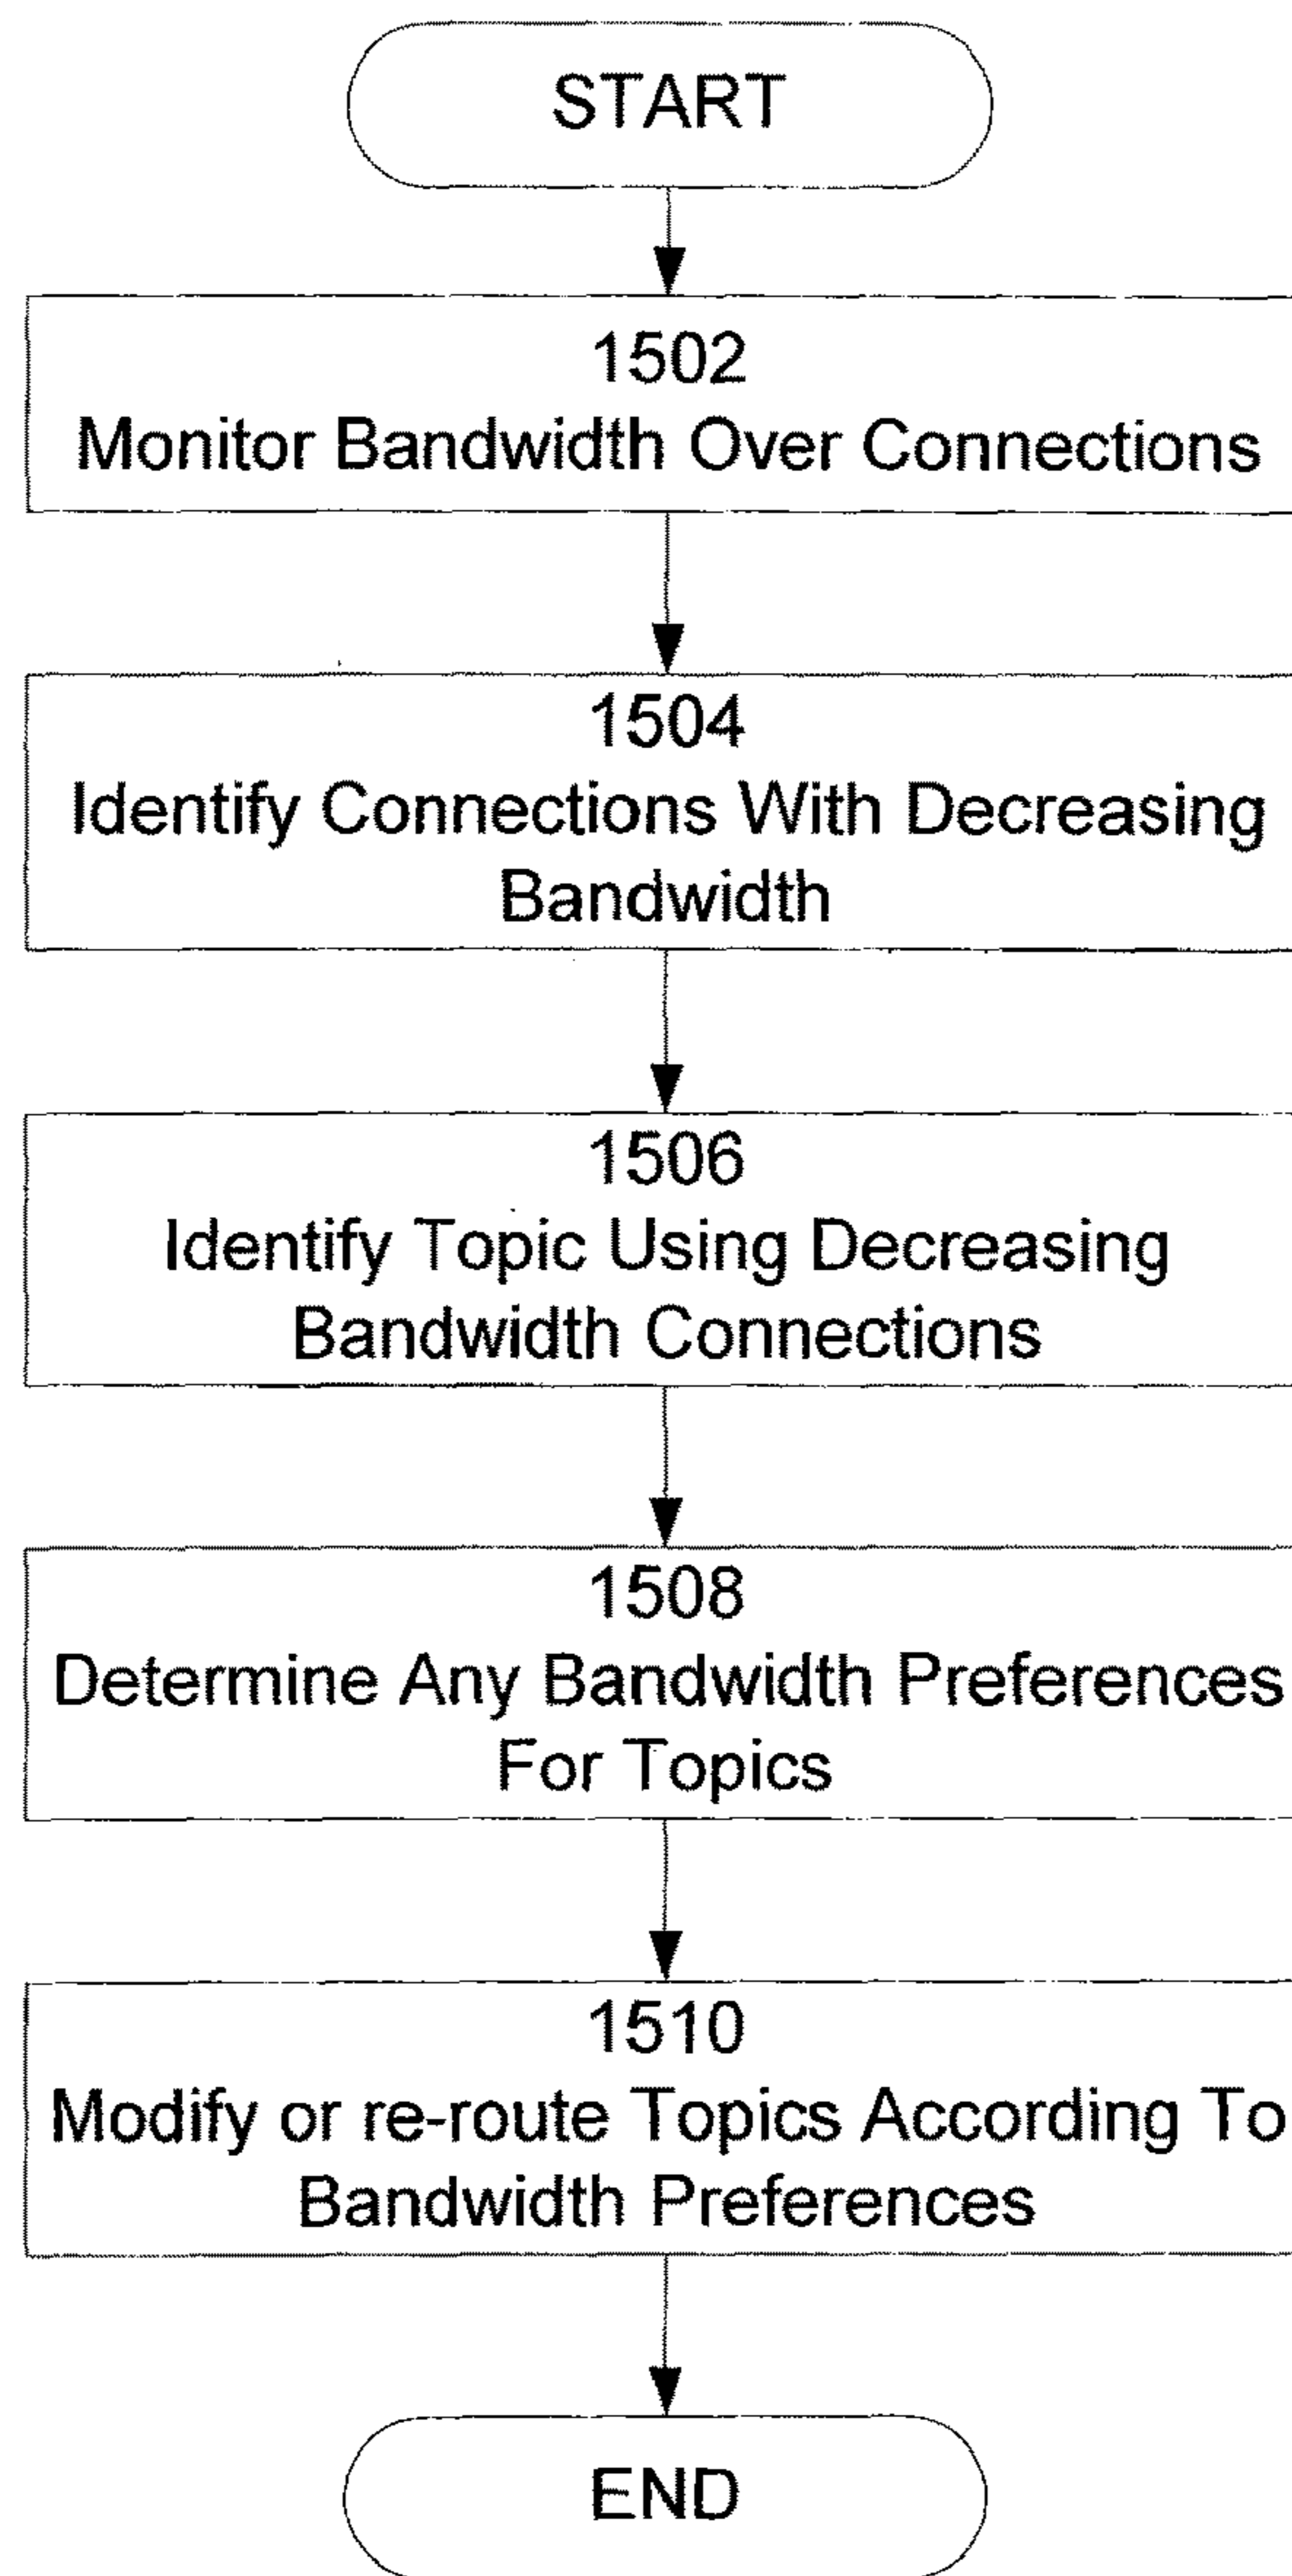 START
1502
Monitor Bandwidth Over Connections
1504
Identify Connections With Decreasing
Bandwidth
1506
Identify Topic Using Decreasing
Bandwidth Connections
1508
Determine Any Bandwidth Preferences
For Topics
1510
Modify or re-route Topics According To
Bandwidth Preferences
END